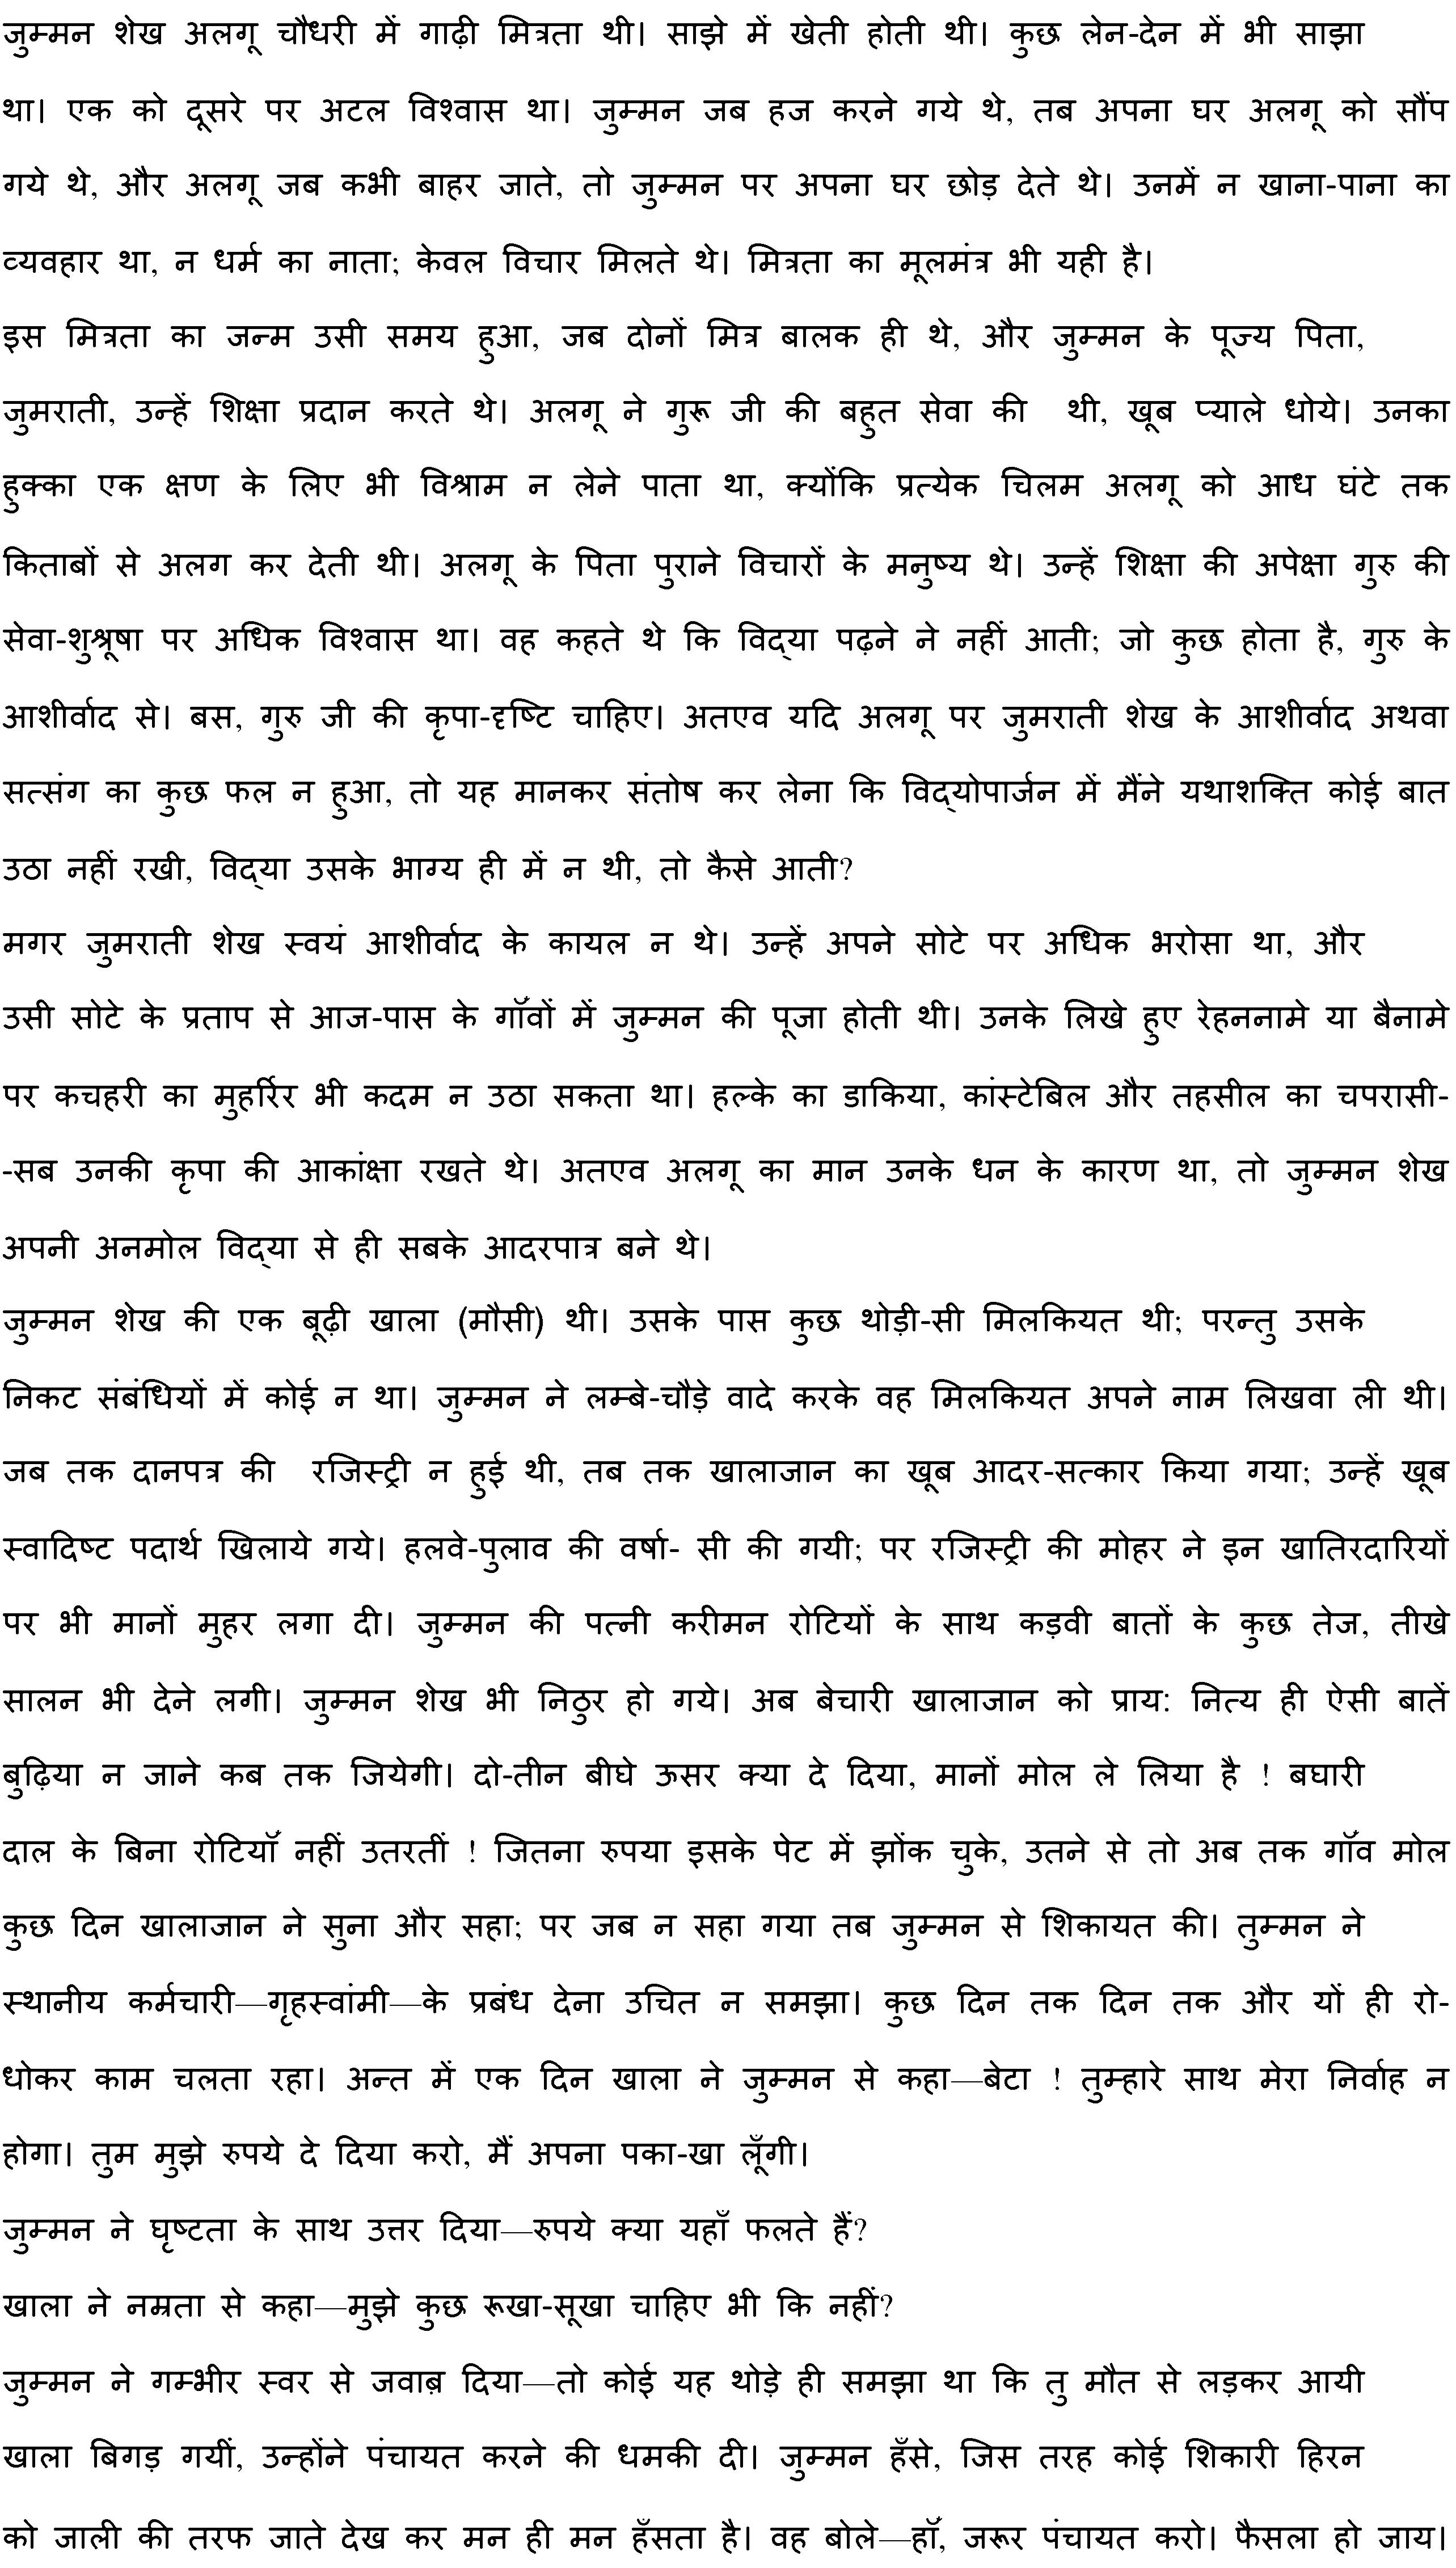 जुम्मन शेख अलगू चौधरी में गाढ़ी मित्रता थी। साझे में खेती होती थी। कुछ लेन-देन में भी साझा
था। एक को दूसरे पर अटल विश्वास था। जुम्मन जब हज करने गये थे, तब अपना घर अलगू को सौंप
गये थे, और अलगू जब कभी बाहर जाते, तो जुम्मन पर अपना घर छोड़ देते थे। उनमें न खाना-पाना का
व्यवहार था, न धर्म का नाता; केवल विचार मिलते थे। मित्रता का मूलमंत्र भी यही है।
इस मित्रता का जन्म उसी समय हुआ, जब दोनों मित्र बालक ही थे, और जुम्मन के पूज्य पिता,
जुमराती, उन्हें शिक्षा प्रदान करते थे। अलगू ने गुरू जी की बहुत सेवा की थी, खूब प्याले धोये। उनका
हुक्का एक क्षण के लिए भी विश्राम न लेने पाता था, क्योंकि प्रत्येक चिलम अलगू को आध घंटे तक
किताबों से अलग कर देती थी। अलगू के पिता पुराने विचारों के मनुष्य थे। उन्हें शिक्षा की अपेक्षा गुरु की
सेवा-शुश्रूषा पर अधिक विश्वास था। वह कहते थे कि विद्या पढ़ने ने नहीं आती; जो कुछ होता है, गुरु के
आशीर्वाद से। बस, गुरु जी की कृपा-दृष्टि चाहिए। अतएव यदि अलगू पर जुमराती शेख के आशीर्वाद अथवा
सत्संग का कुछ फल न हुआ, तो यह मानकर संतोष कर लेना कि विद्योपार्जन में मैंने यथाशक्ति कोई बात
उठा नहीं रखी, विद्या उसके भाग्य ही में न थी, तो कैसे आती?
मगर जुमराती शेख स्वयं आशीर्वाद के कायल न थे। उन्हें अपने सोटे पर अधिक भरोसा था, और
उसी सोटे के प्रताप से आज-पास के गॉंवों में जुम्मन की पूजा होती थी। उनके लिखे हुए रेहननामे या बैनामे
पर कचहरी का मुहर्रिर भी कदम न उठा सकता था। हल्के का डाकिया, कांस्टेबिल और तहसील का चपरासी-
-सब उनकी कृपा की आकांक्षा रखते थे। अतएव अलगू का मान उनके धन के कारण था, तो जुम्मन शेख
अपनी अनमोल विद्या से ही सबके आदरपात्र बने थे।
जुम्मन शेख की एक बूढ़ी खाला (मौसी) थी। उसके पास कुछ थोड़ी-सी मिलकियत थी; परन्तु उसके
निकट संबंधियों में कोई न था। जुम्मन ने लम्बे-चौड़े वादे करके वह मिलकियत अपने नाम लिखवा ली थी।
जब तक दानपत्र की रजिस्ट्री न हुई थी, तब तक खालाजान का खूब आदर-सत्कार किया गया; उन्हें खूब
स्वादिष्ट पदार्थ खिलाये गये। हलवे-पुलाव की वर्षा- सी की गयी; पर रजिस्ट्री की मोहर ने इन खातिरदारियों
पर भी मानों मुहर लगा दी। जुम्मन की पत्नी करीमन रोटियों के साथ कड़वी बातों के कुछ तेज, तीखे
सालन भी देने लगी। जुम्मन शेख भी निठुर हो गये। अब बेचारी खालाजान को प्राय: नित्य ही ऐसी बातें
बुढ़िया न जाने कब तक जियेगी। दो-तीन बीघे ऊसर क्या दे दिया, मानों मोल ले लिया है ! बघारी
दाल के बिना रोटियॉं नहीं उतरतीं ! जितना रुपया इसके पेट में झोंक चुके, उतने से तो अब तक गॉंव मोल
कुछ दिन खालाजान ने सुना और सहा; पर जब न सहा गया तब जुम्मन से शिकायत की। तुम्मन ने
स्थानीय कर्मचारी—गृहस्वांमी—के प्रबंध देना उचित न समझा। कुछ दिन तक दिन तक और यों ही रो-
धोकर काम चलता रहा। अन्त में एक दिन खाला ने जुम्मन से कहा—बेटा ! तुम्हारे साथ मेरा निर्वाह न
होगा। तुम मुझे रुपये दे दिया करो, मैं अपना पका-खा लूँगी।
जुम्मन ने घृष्टता के साथ उत्तर दिया—रुपये क्या यहाँ फलते हैं?
खाला ने नम्रता से कहा—मुझे कुछ रूखा-सूखा चाहिए भी कि नहीं?
जुम्मन ने गम्भीर स्वर से जवाब़ दिया—तो कोई यह थोड़े ही समझा था कि तु मौत से लड़कर आयी
खाला बिगड़ गयीं, उन्होंने पंचायत करने की धमकी दी। जुम्मन हँसे, जिस तरह कोई शिकारी हिरन
को जाली की तरफ जाते देख कर मन ही मन हँसता है। वह बोले—हॉं, जरूर पंचायत करो। फैसला हो जाय।